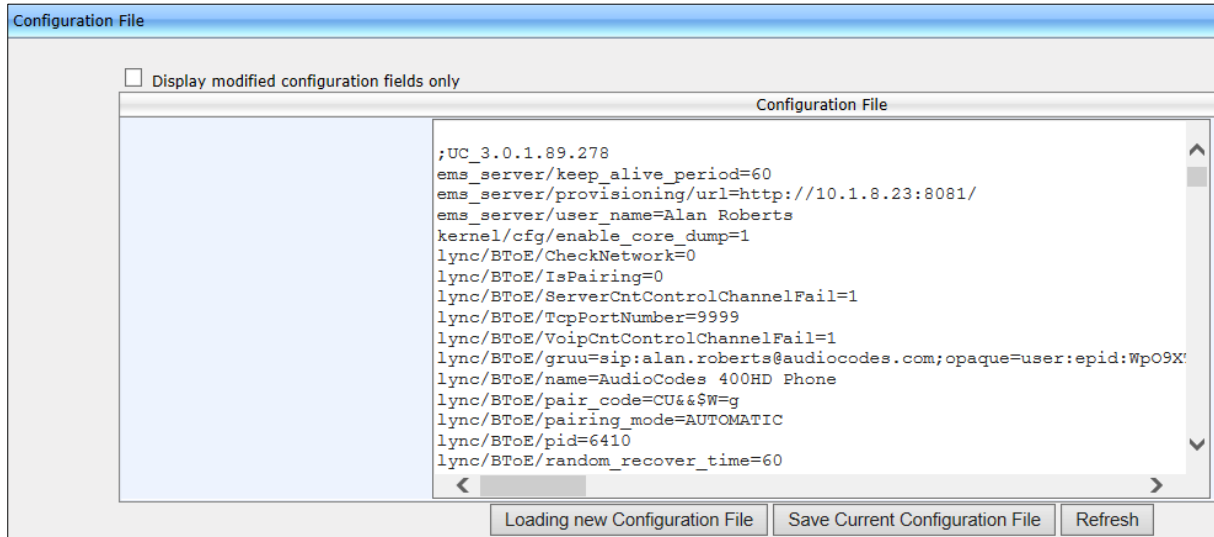 Configuration File
Display modified configuration fields only
Configuration File
;UC_3.0.1.89.278
ems_server/keep_alive_period=60
ems_server/provisioning/url=http://10.1.8.23:8081/
ems_server/user_name=Alan Roberts
kernel/cfg/enable_core_dump=1
lync/BToE/CheckNetwork=0
lync/BToE/IsPairing=0
lync/BToE/ServerCntControlChannelFail=1
lync/BToE/TcpPortNumber=9999
lync/BToE/VoipCntControlChannelFail=1
lync/BToE/gruu=sip:alan.roberts@audiocodes.com;opaque=user:epid:WpO9X
lync/BToE/name=AudioCodes 400HD Phone
lync/BToE/pair_code=CU&&$W=g
lync/BToE/pairing_mode=AUTOMATIC
lync/BToE/pid=6410
lync/BToE/random_recover_time=60
Loading new Configuration File Save Current Configuration File Refresh